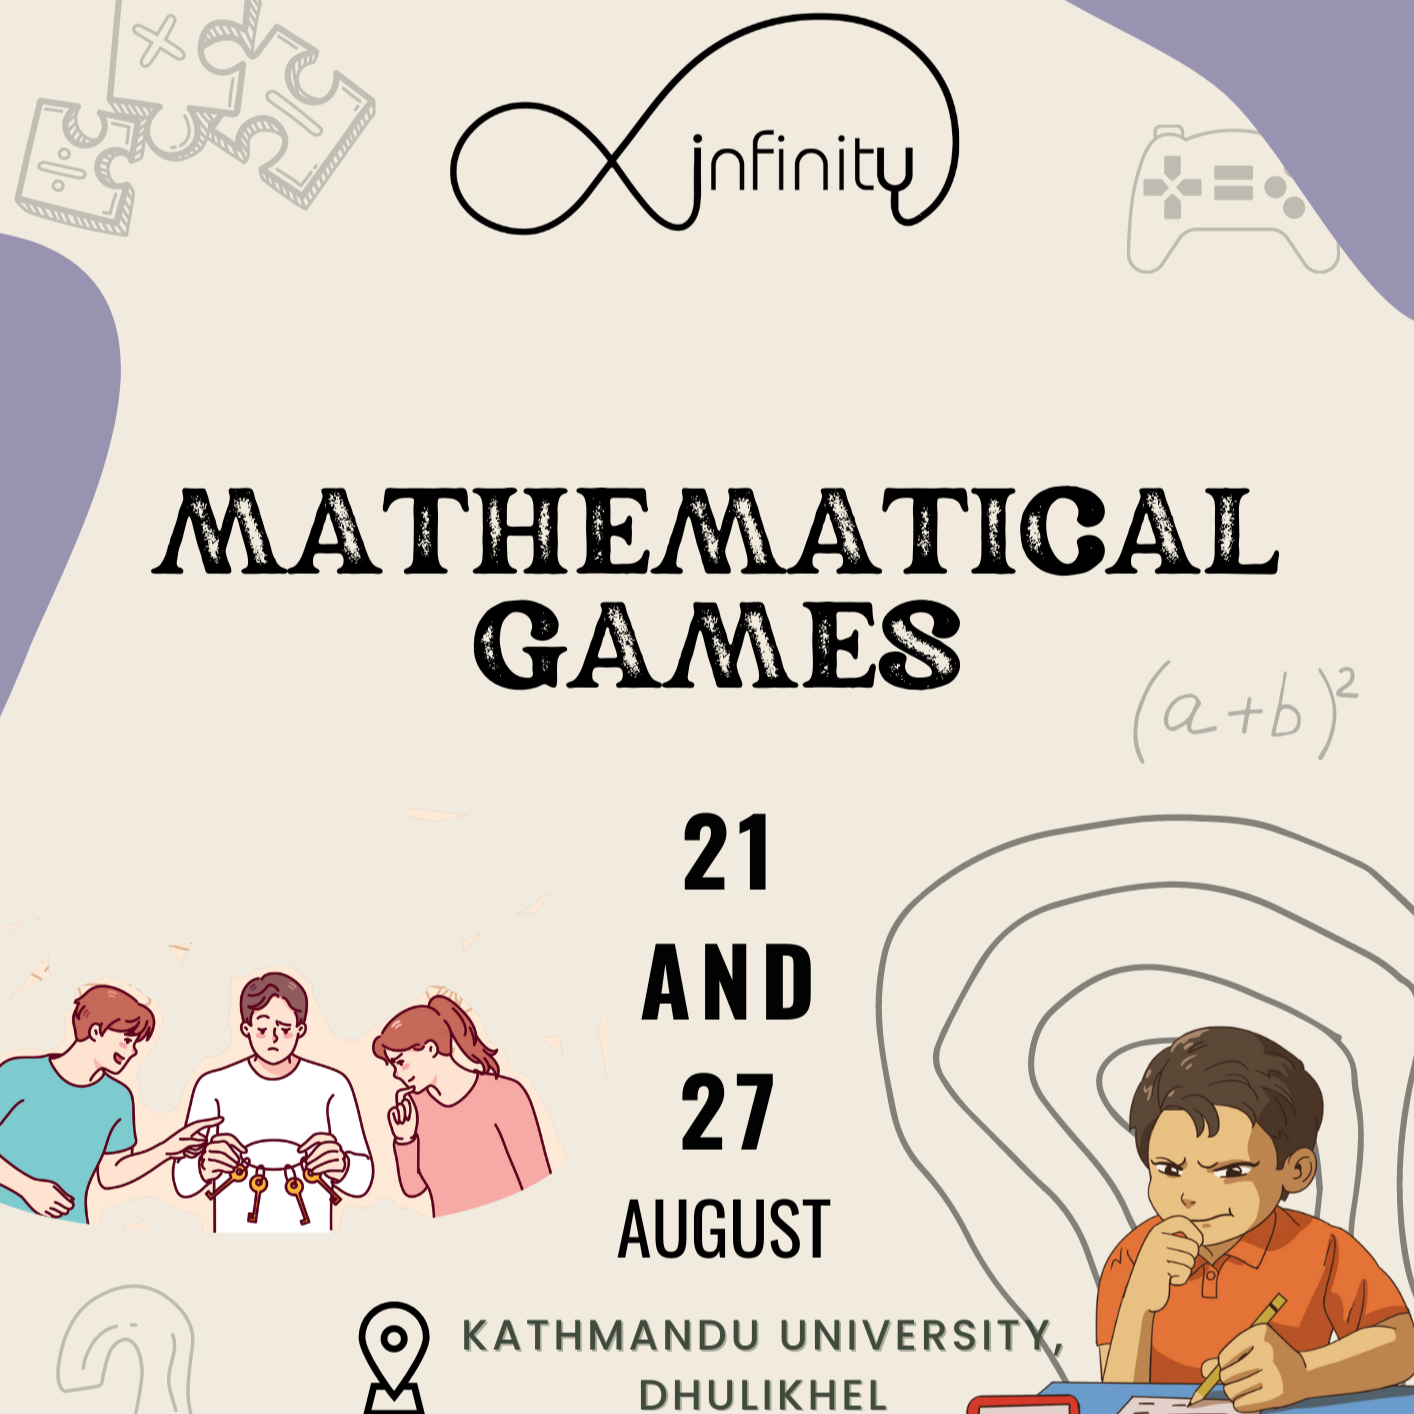 infinity
MATHEMATICAL
GAMES
(a+b)²
21
AND
27
AUGUST
KATHMANDU UNIVERSITY,
DHULIKHEL